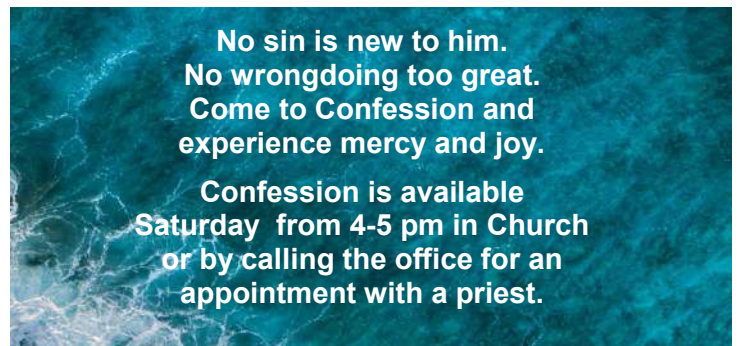 No sin is new to him.
No wrongdoing too great.
Come to Confession and
experience mercy and joy.
Confession is available
Saturday  from 4-5 pm in Church
or by calling the office for an
appointment with a priest.